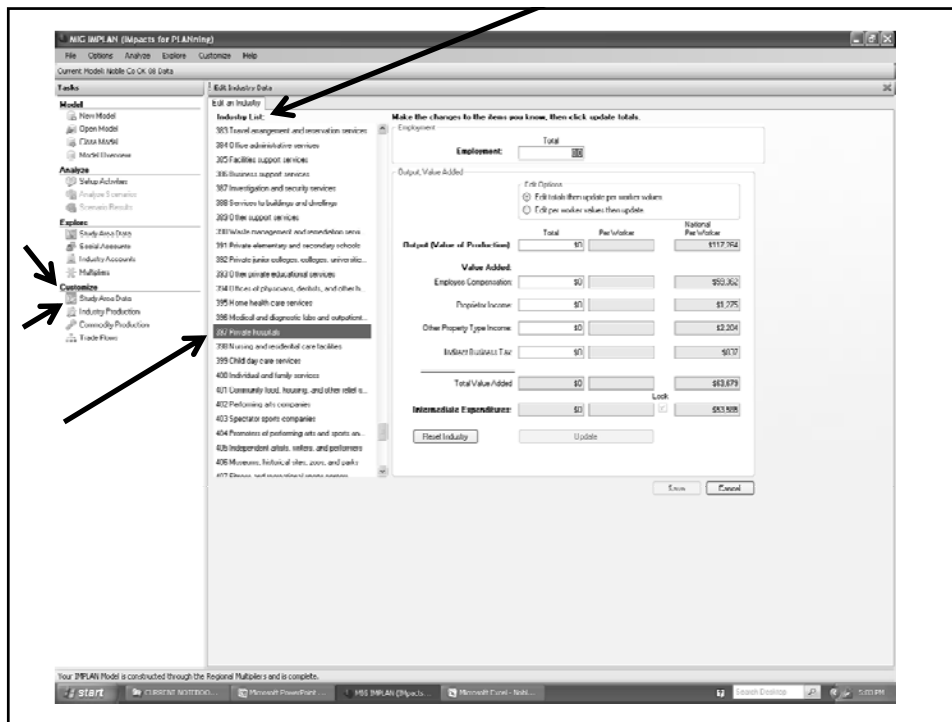 MIG IMPLAN (IMpacts for PLANning)
File Options Analyze Explore Customize Help
Current Model: Noble Co OK 08 Data
Tasks
Model
New Model
Open Model
Close Model
Model Overview
Analyze
Setup Activities
Analyze Scenarios
Scenario Results
Explore
Study Area Data
Social Accounts
Industry Accounts
Multipliers
Customize
Study Area Data
Industry Production
Commodity Production
Trade Flows
Edit Industry Data
Edit an Industry
Industry List:
383 Travel arrangement and reservation services
384 Office administrative services
385 Facilities support services
386 Business support services
387 Investigation and security services
388 Services to buildings and dwellings
389 Other support services
390 Waste management and remediation servi...
391 Private elementary and secondary schools
392 Private junior colleges, colleges, universitie...
393 Other private educational services
394 Offices of physicians, dentists, and other h...
395 Home health care services
396 Medical and diagnostic labs and outpatient...
397 Private hospitals
398 Nursing and residential care facilities
399 Child day care services
400 Individual and family services
401 Community food, housing, and other relief s...
402 Performing arts companies
403 Spectator sports companies
404 Promoters of performing arts and sports an...
405 Independent artists, writers, and performers
406 Museums, historical sites, zoos, and parks
407 Fitness and recreational sports centers
Make the changes to the items you know, then click update totals.
Employment
Total
Employment:
Output, Value Added
Edit Options
Edit totals then update per worker values
Edit per worker values then update
Total Per Worker National Per Worker
Output (Value of Production) $0 $117,264
Value Added:
Employee Compensation: $0
Proprietor Income: $0 $1,275
Other Property Type Income: $0 $2,204
Indirect Business Tax: $0 $837
Total Value Added $0 $63,679
Lock
Intermediate Expenditures: $0
Reset Industry Update
Save Cancel
Your IMPLAN Model is constructed through the Regional Multipliers and is complete.
start CURRENT NOTEBOO... Microsoft PowerPoint ... MIG IMPLAN (IMpacts... Microsoft Excel - Nobl... Search Desktop 5:03 PM